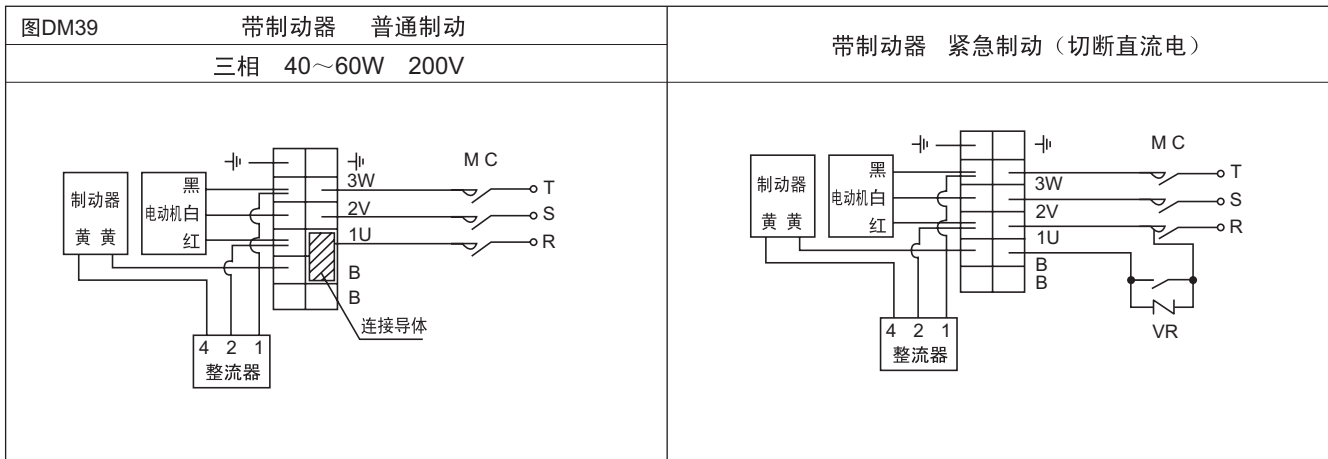 图DM39 带制动器 普通制动
三相 40～60W 200V
M C
制动器
黄 黄
电动机
黑
白
红
3W
2V
1U
B
B
T
S
R
连接导体
4 2 1
整流器
带制动器 紧急制动（切断直流电）
M C
制动器
黄 黄
电动机
黑
白
红
3W
2V
1U
B
B
T
S
R
VR
4 2 1
整流器